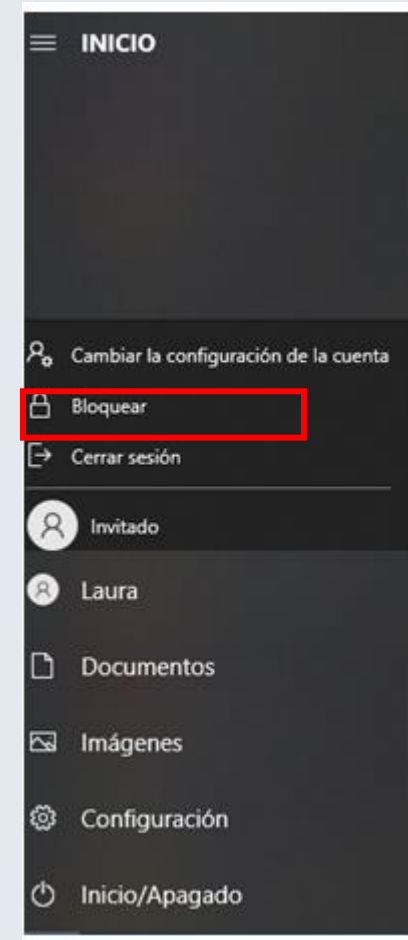 INICIO
Cambiar la configuración de la cuenta
Bloquear
Cerrar sesión
Invitado
Laura
Documentos
Imágenes
Configuración
Inicio/Apagado